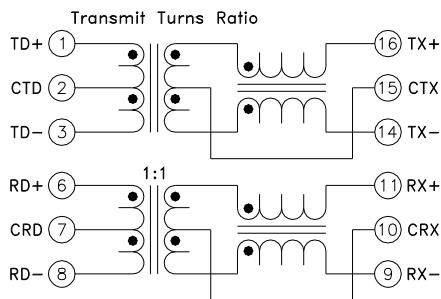 Transmit Turns Ratio
TD+ 1 16 TX+
CTD 2 15 CTX
TD- 3 14 TX-
1:1
RD+ 6 11 RX+
CRD 7 10 CRX
RD- 8 9 RX-